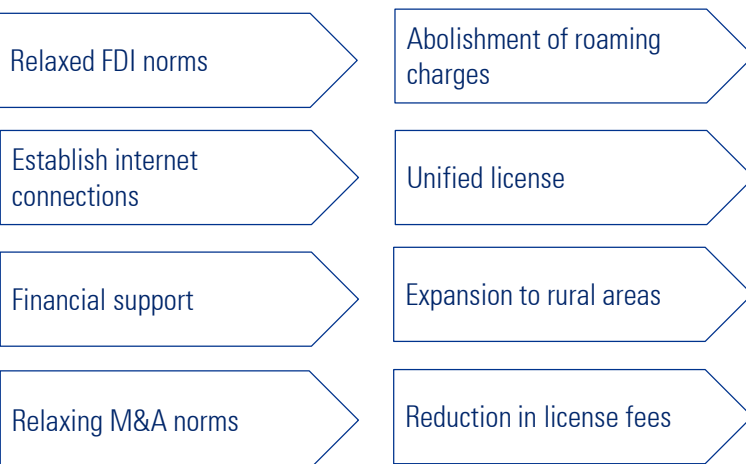 Relaxed FDI norms
Abolishment of roaming
charges
Establish internet
connections
Unified license
Financial support
Expansion to rural areas
Relaxing M&A norms
Reduction in license fees